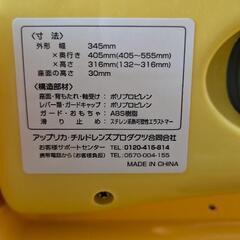 〈寸　法〉
外形　幅　345mm
×奥行き　405mm(405~555mm)
×高さ　316mm(132~316mm)
座面の高さ　30mm
〈構造部材〉
座面・背もたれ・軸受け：ポリプロピレン
レバー類・ガードキャップ：ポリプロピレン
ガード・おもちゃ：ABS樹脂
滑り止め：スチレン系熱可塑性エラストマー
アップリカ・チルドレンズプロダクツ合同会社
お客様サポートセンター　TEL：0120-415-814
携帯電話から（お客様負担）　TEL：0570-004-155
MADE IN CHINA